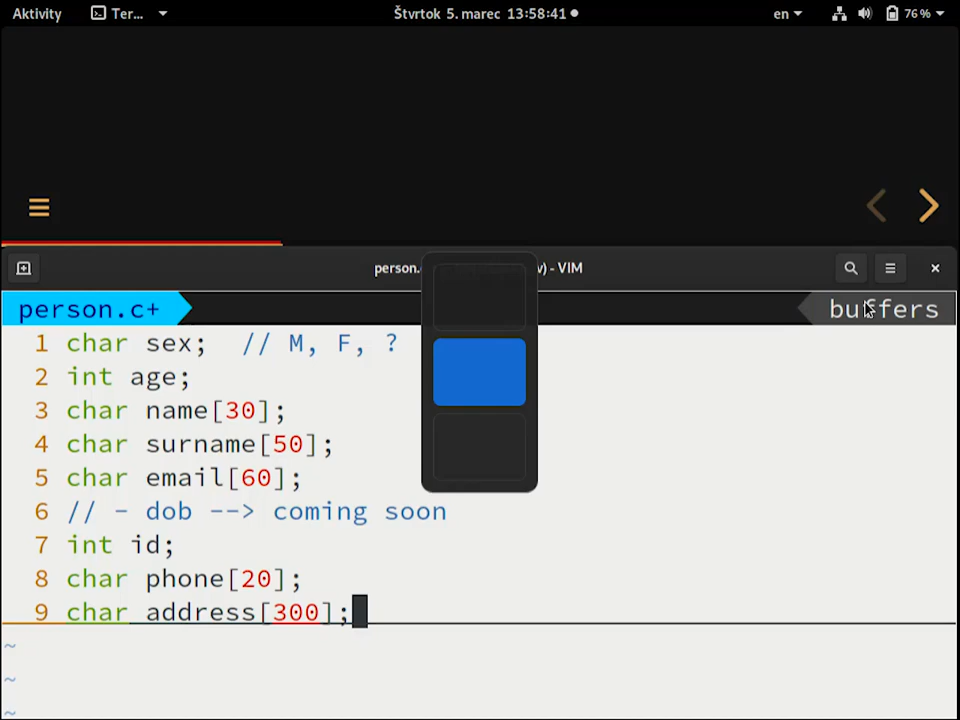 Aktivity Ter... Štvrtok 5. marec 13:58:41 en 76 %
person. v) - VIM
person.c+ buffers
1 char sex; // M, F, ?
2 int age;
3 char name[30];
4 char surname[50];
5 char email[60];
6 // - dob --> coming soon
7 int id;
8 char phone[20];
9 char address[300];
~
~
~